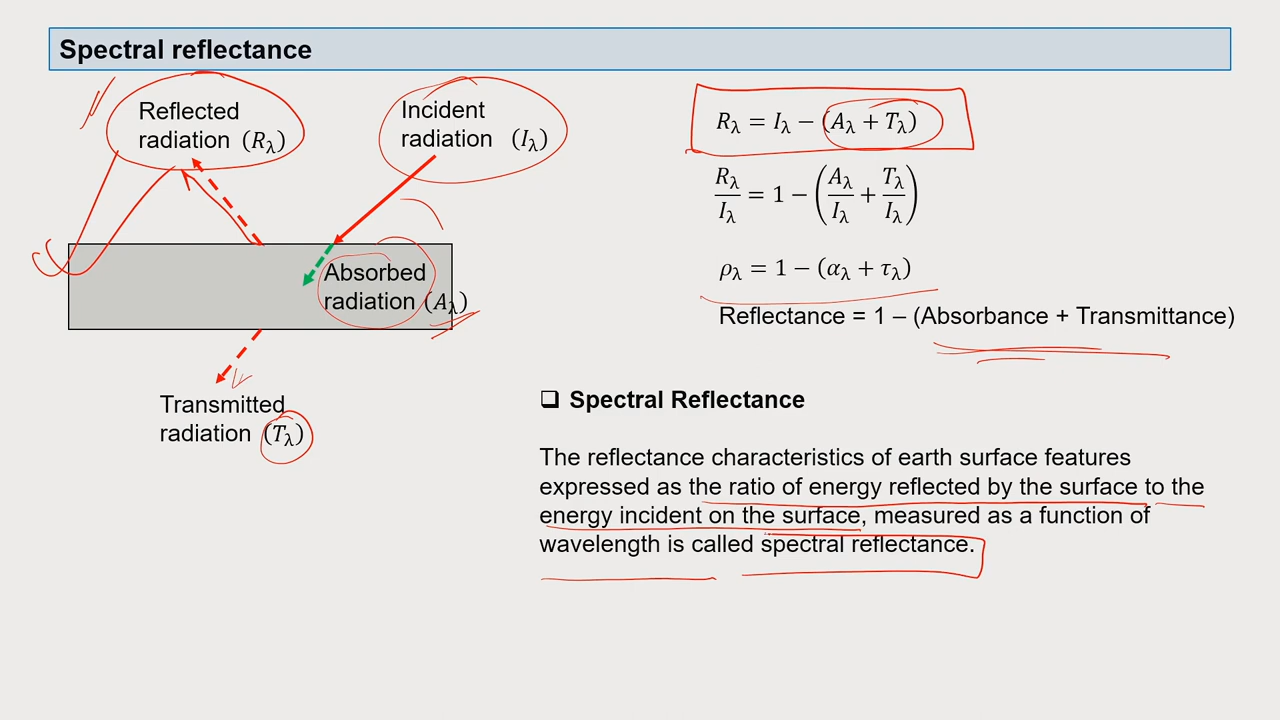 Spectral reflectance
Reflected
radiation (Rλ)
Incident
radiation (Iλ)
Absorbed
radiation (Aλ)
Transmitted
radiation (Tλ)
Rλ = Iλ − (Aλ + Tλ)
Rλ/Iλ = 1 − (Aλ/Iλ + Tλ/Iλ)
ρλ = 1 − (αλ + τλ)
Reflectance = 1 – (Absorbance + Transmittance)
❑ Spectral Reflectance
The reflectance characteristics of earth surface features
expressed as the ratio of energy reflected by the surface to the
energy incident on the surface, measured as a function of
wavelength is called spectral reflectance.